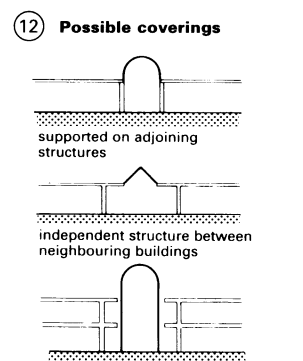 12 Possible coverings
supported on adjoining
structures
independent structure between
neighbouring buildings